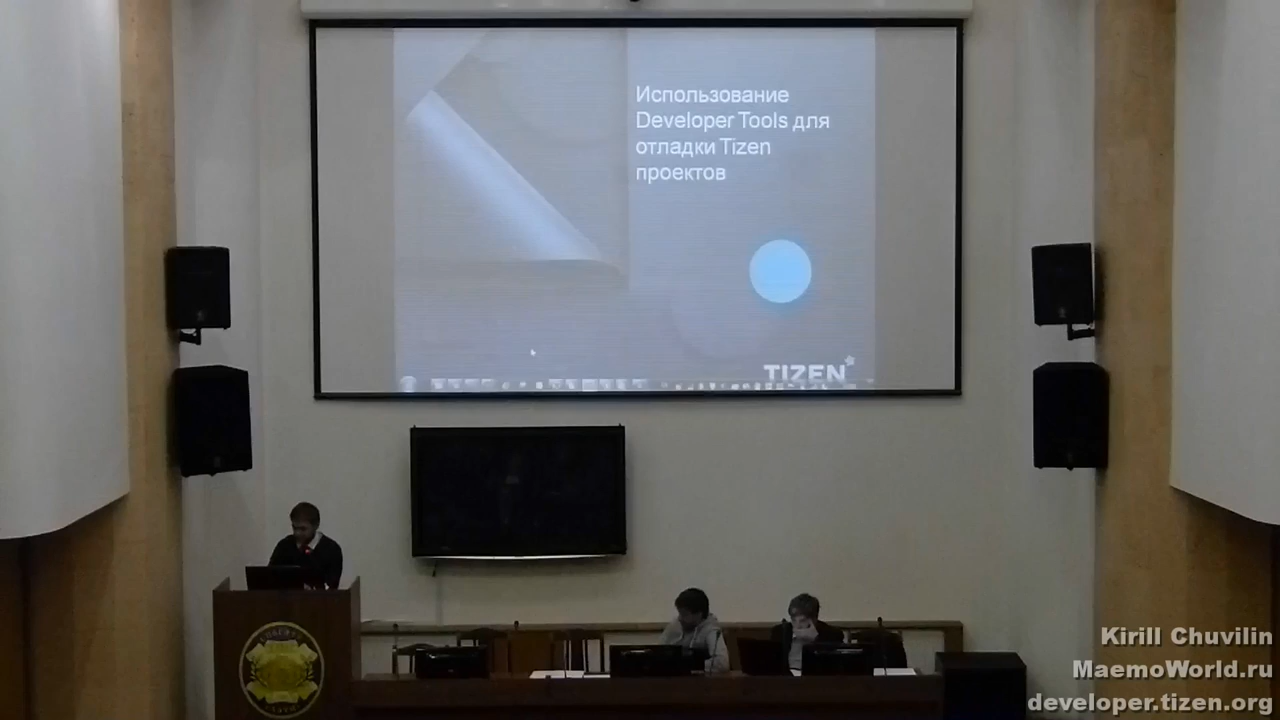 Использование
Developer Tools для
отладки Tizen
проектов
TIZEN
Kirill Chuvilin
MaemoWorld.ru
developer.tizen.org